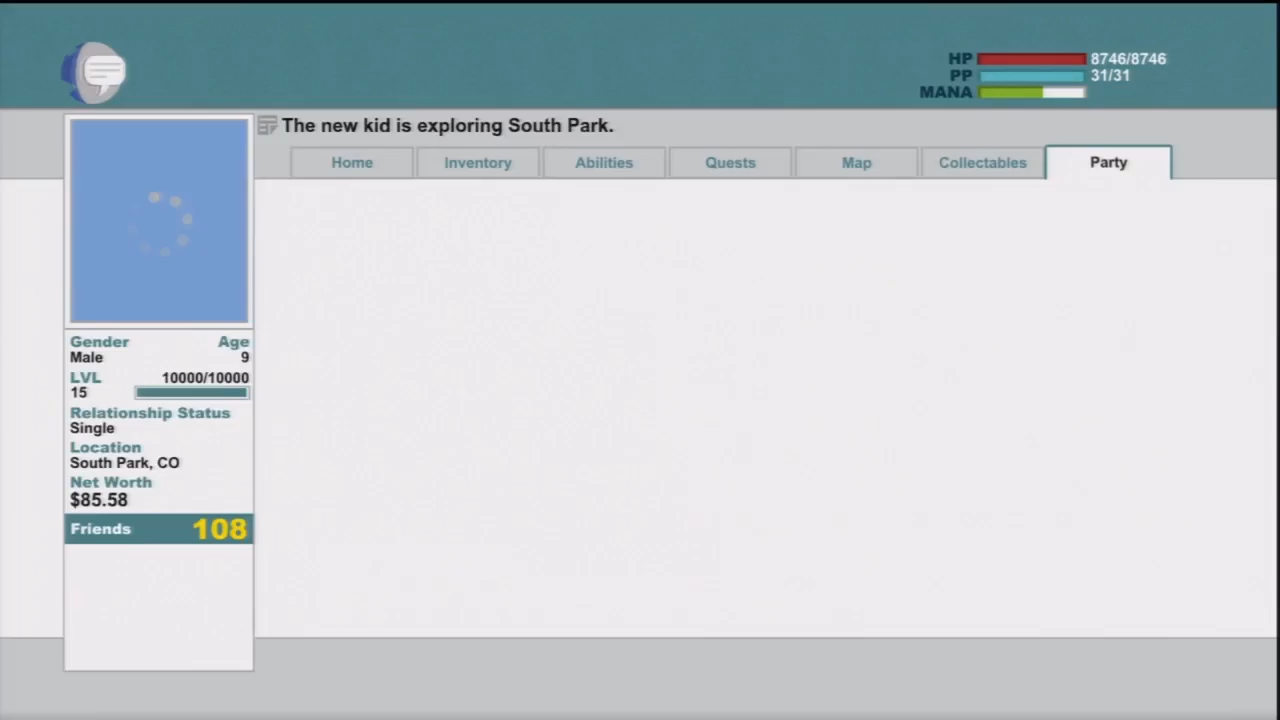 HP 8746/8746
PP 31/31
MANA
The new kid is exploring South Park.
Home Inventory Abilities Quests Map Collectables Party
Gender Age
Male 9
LVL 10000/10000
15
Relationship Status
Single
Location
South Park, CO
Net Worth
$85.58
Friends 108